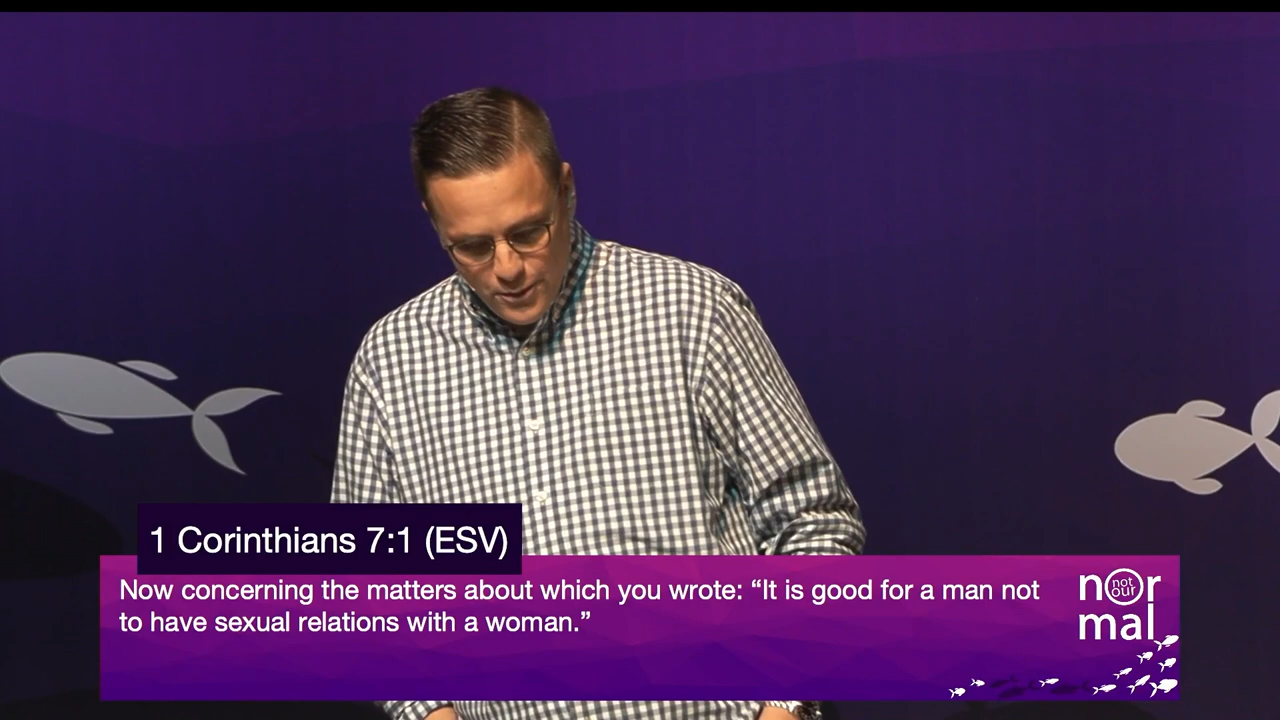 1 Corinthians 7:1 (ESV)
Now concerning the matters about which you wrote: “It is good for a man not
to have sexual relations with a woman.”
nor
not
our
mal